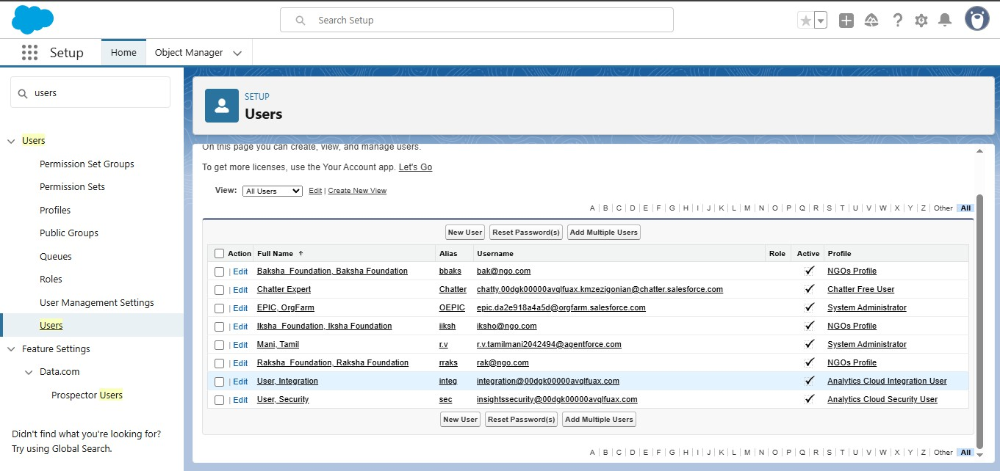 Search Setup
Setup Home Object Manager
users
Users
Permission Set Groups
Permission Sets
Profiles
Public Groups
Queues
Roles
User Management Settings
Users
Feature Settings
Data.com
Prospector Users
Didn't find what you're looking for?
Try using Global Search.
SETUP
Users
On this page you can create, view, and manage users.
To get more licenses, use the Your Account app. Let's Go
View: All Users Edit | Create New View
A | B | C | D | E | F | G | H | I | J | K | L | M | N | O | P | Q | R | S | T | U | V | W | X | Y | Z | Other | All
New User Reset Password(s) Add Multiple Users
Action Full Name ↑ Alias Username Role Active Profile
| Edit Baksha_Foundation, Baksha Foundation bbaks bak@ngo.com ✓ NGOs Profile
| Edit Chatter Expert Chatter chatty.00dgk00000avqlfuax.kmzezigonian@chatter.salesforce.com ✓ Chatter Free User
| Edit EPIC, OrgFarm OEPIC epic.da2e918a4a5d@orgfarm.salesforce.com ✓ System Administrator
| Edit Iksha_Foundation, Iksha Foundation iiksh iksho@ngo.com ✓ NGOs Profile
| Edit Mani, Tamil r.v r.v.tamilmani2042494@agentforce.com ✓ System Administrator
| Edit Raksha_Foundation, Raksha Foundation rraks rak@ngo.com ✓ NGOs Profile
| Edit User, Integration integ integration@00dgk00000avqlfuax.com ✓ Analytics Cloud Integration User
| Edit User, Security sec insightssecurity@00dgk00000avqlfuax.com ✓ Analytics Cloud Security User
New User Reset Password(s) Add Multiple Users
A | B | C | D | E | F | G | H | I | J | K | L | M | N | O | P | Q | R | S | T | U | V | W | X | Y | Z | Other | All